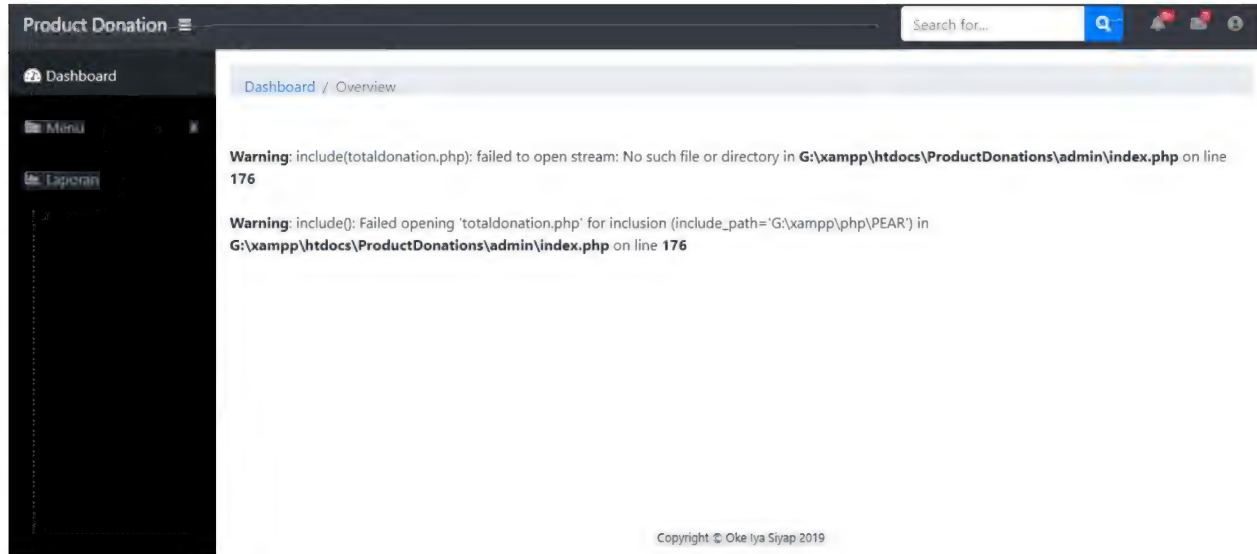 Product Donation
Search for...
Dashboard
Dashboard / Overview
Menu
Warning: include(totaldonation.php): failed to open stream: No such file or directory in G:\xampp\htdocs\ProductDonations\admin\index.php on line
176
Laporan
Warning: include(): Failed opening 'totaldonation.php' for inclusion (include_path='G:\xampp\php\PEAR') in
G:\xampp\htdocs\ProductDonations\admin\index.php on line 176
Copyright © Oke Iya Siyap 2019